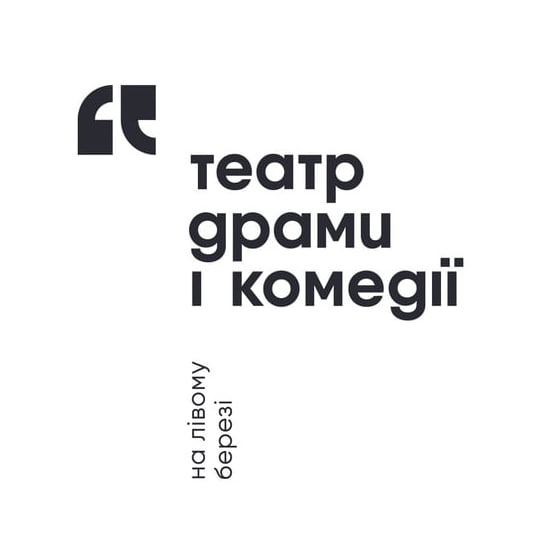 театр
драми
і комедії
на лівому
березі